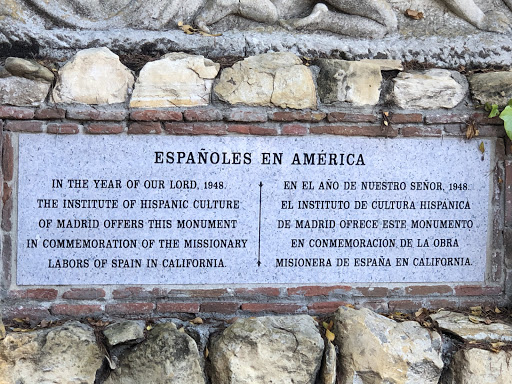 ESPAÑOLES EN AMÉRICA
IN THE YEAR OF OUR LORD, 1948.
THE INSTITUTE OF HISPANIC CULTURE
OF MADRID OFFERS THIS MONUMENT
IN COMMEMORATION OF THE MISSIONARY
LABORS OF SPAIN IN CALIFORNIA.
EN EL AÑO DE NUESTRO SEÑOR, 1948.
EL INSTITUTO DE CULTURA HISPÁNICA
DE MADRID OFRECE ESTE MONUMENTO
EN CONMEMORACIÓN DE LA OBRA
MISIONERA DE ESPAÑA EN CALIFORNIA.